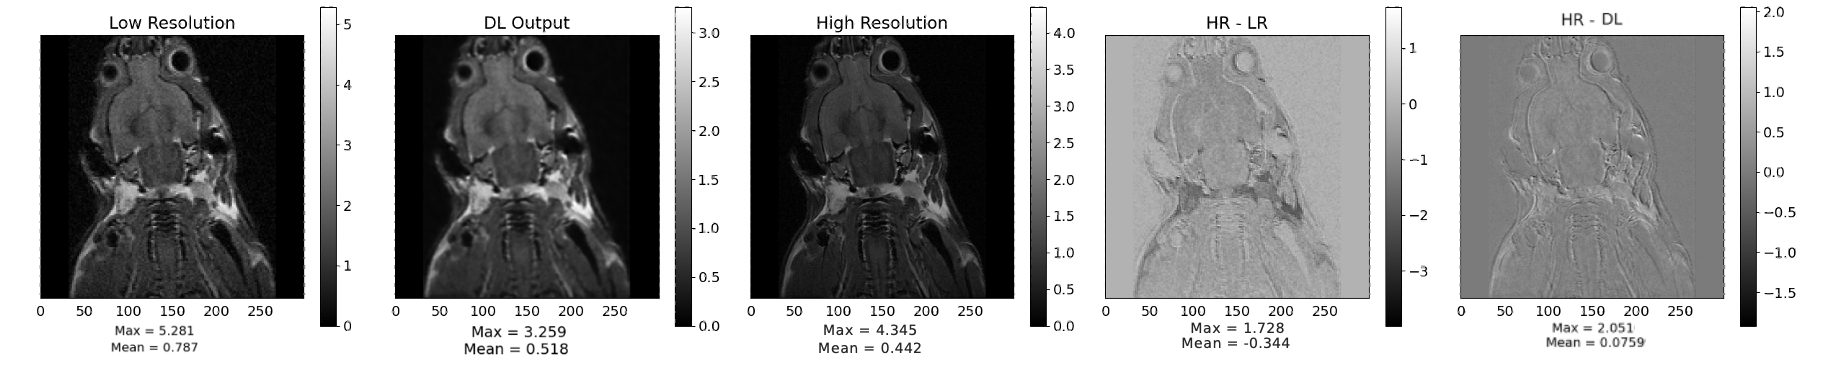 Low Resolution
5
4
3
2
1
0
0 50 100 150 200 250
Max = 5.281
Mean = 0.787
DL Output
3.0
2.5
2.0
1.5
1.0
0.5
0.0
0 50 100 150 200 250
Max = 3.259
Mean = 0.518
High Resolution
4.0
3.5
3.0
2.5
2.0
1.5
1.0
0.5
0.0
0 50 100 150 200 250
Max = 4.345
Mean = 0.442
HR - LR
1
0
−1
−2
−3
0 50 100 150 200 250
Max = 1.728
Mean = -0.344
HR - DL
2.0
1.5
1.0
0.5
0.0
−0.5
−1.0
−1.5
0 50 100 150 200 250
Max = 2.051
Mean = 0.0759